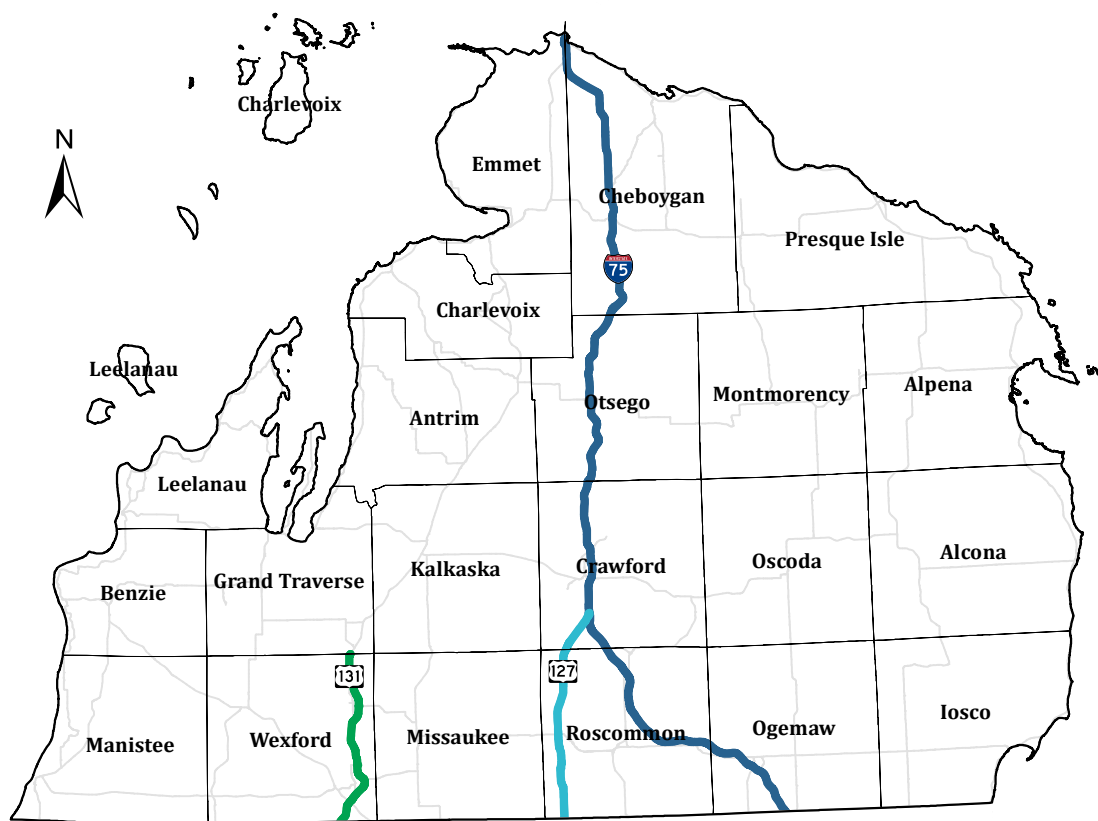 Charlevoix
N
Emmet
Cheboygan
Presque Isle
75
Charlevoix
Leelanau
Otsego
Montmorency
Alpena
Antrim
Leelanau
Benzie
Grand Traverse
Kalkaska
Crawford
Oscoda
Alcona
131
127
Manistee
Wexford
Missaukee
Roscommon
Ogemaw
Iosco